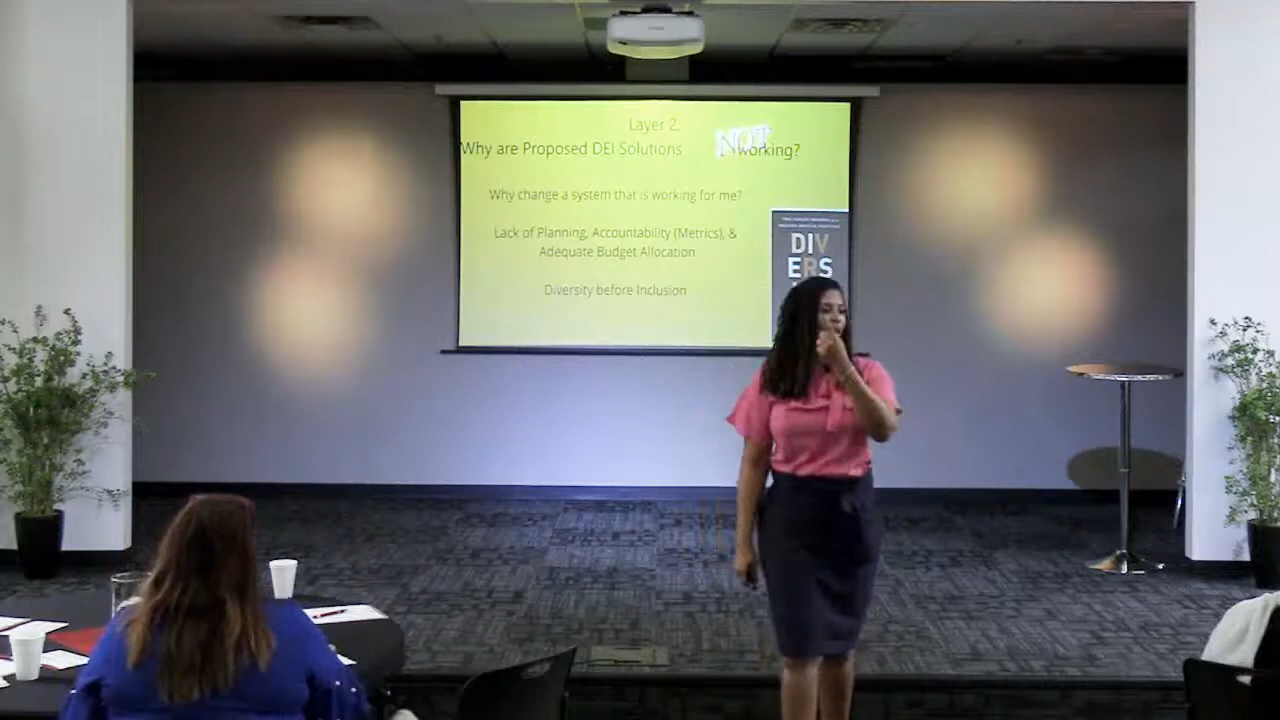 Layer 2:
Why are Proposed DEI Solutions NOT working?
Why change a system that is working for me?
Lack of Planning, Accountability (Metrics), &
Adequate Budget Allocation
Diversity before Inclusion
DIV
ERS